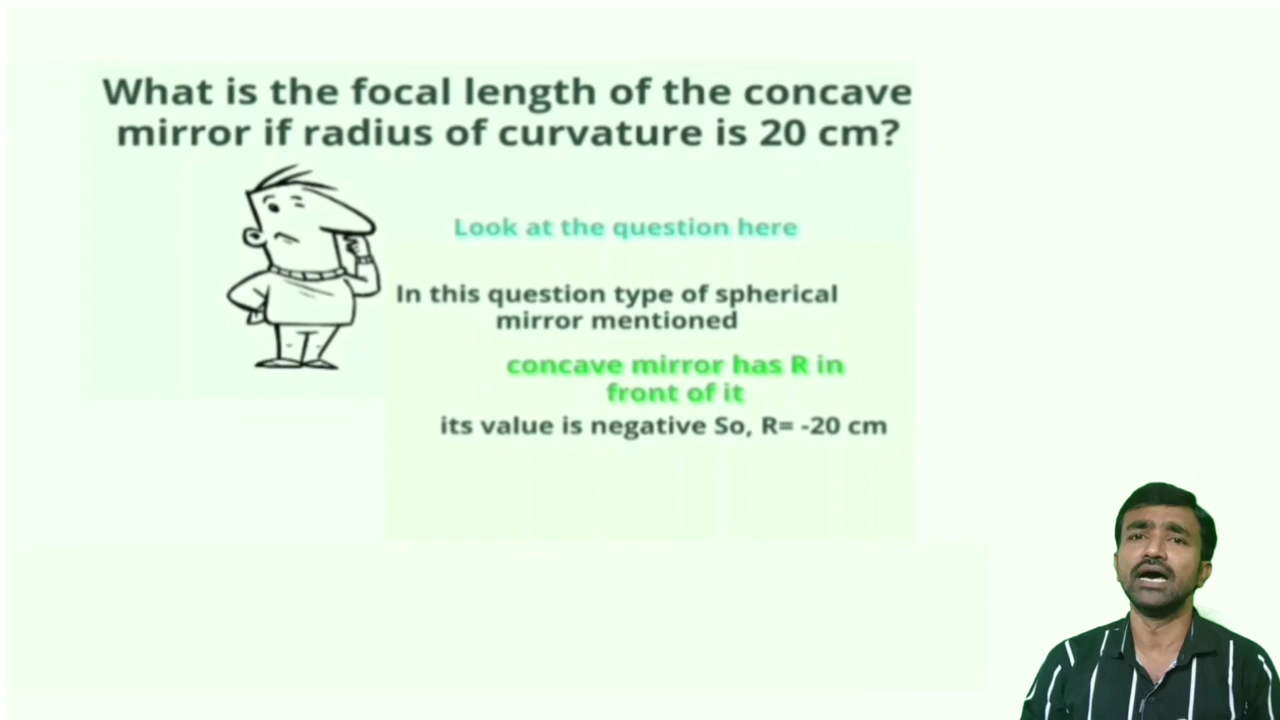 What is the focal length of the concave
mirror if radius of curvature is 20 cm?
Look at the question here
In this question type of spherical
mirror mentioned
concave mirror has R in
front of it
its value is negative So, R= -20 cm